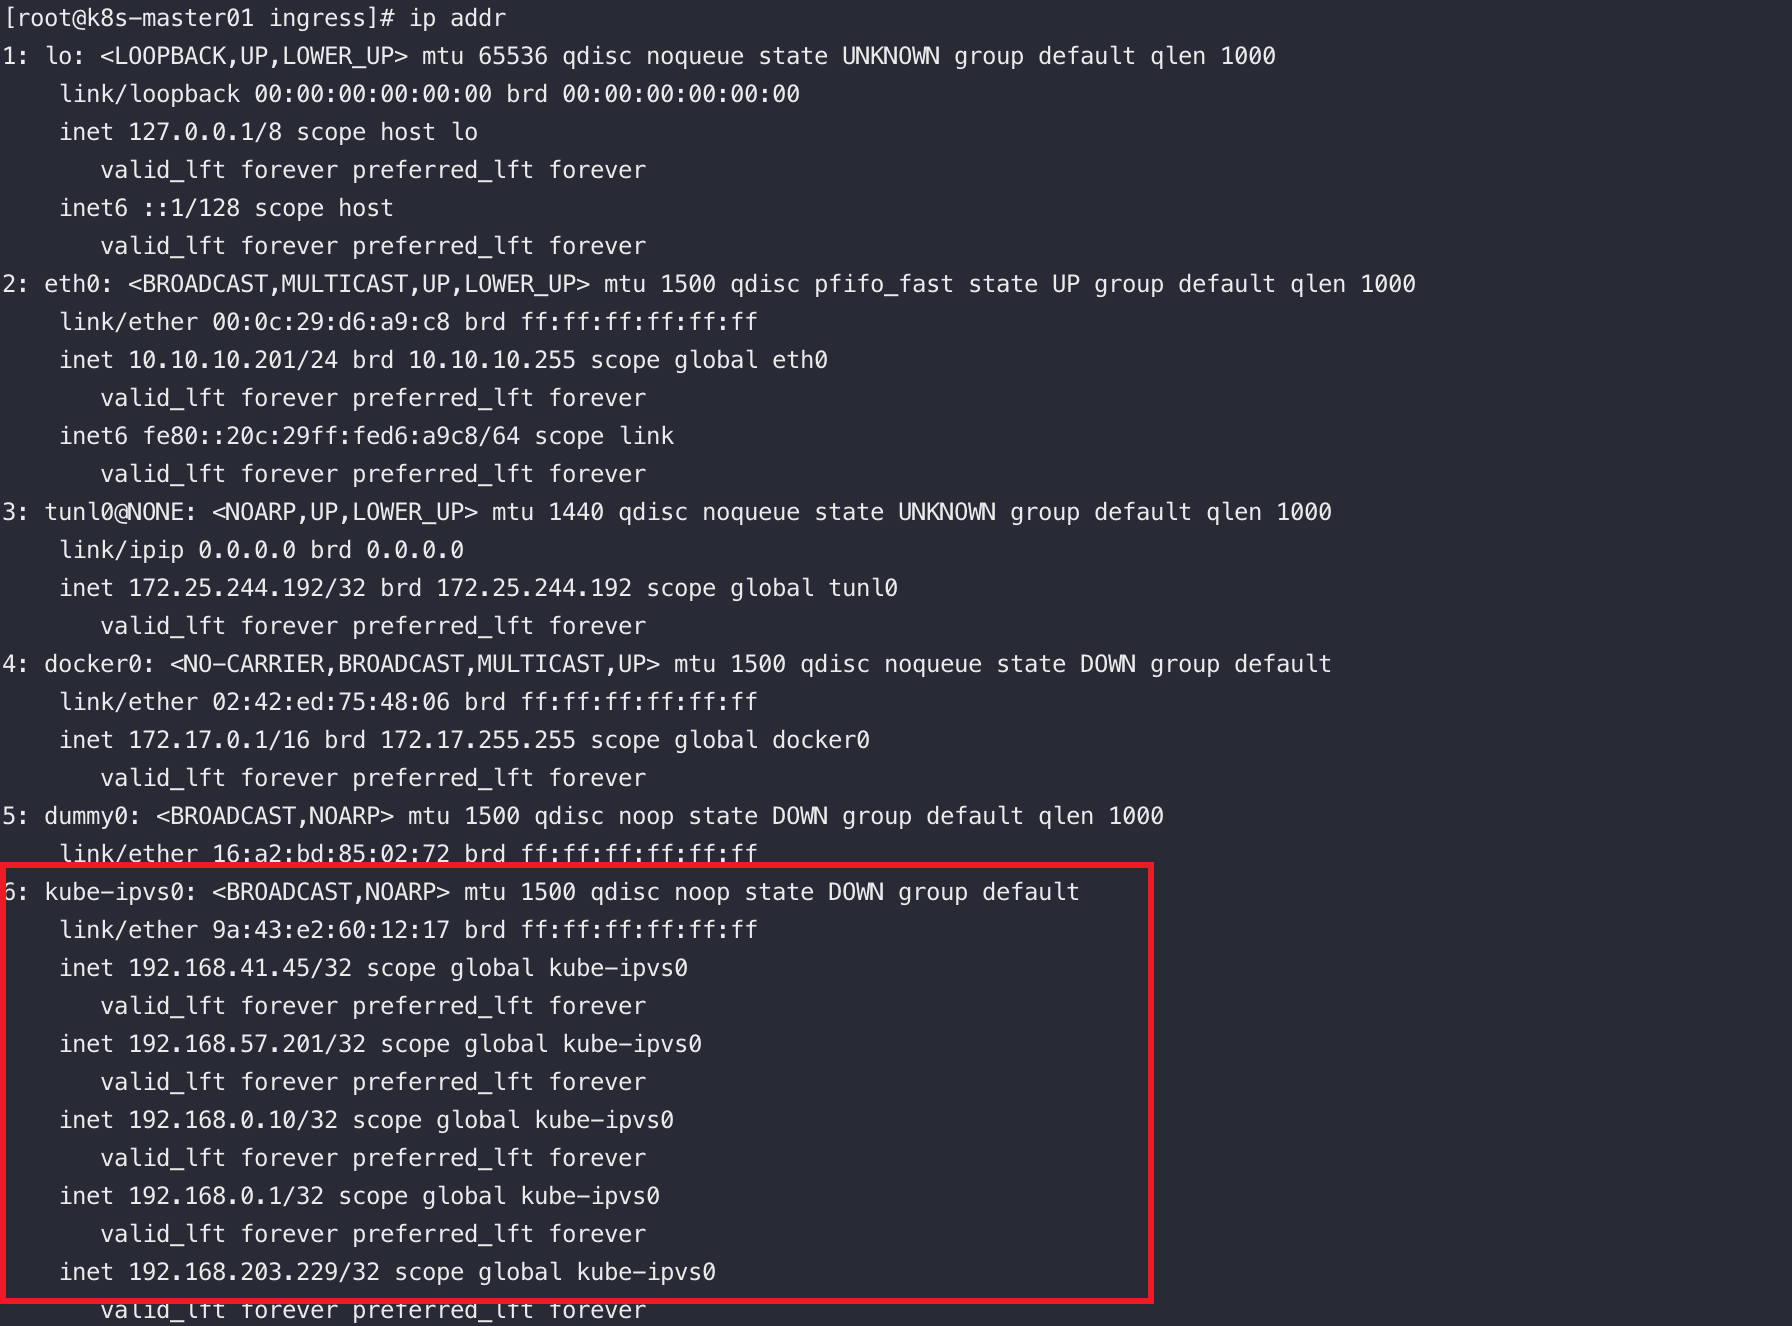 [root@k8s-master01 ingress]# ip addr
1: lo: <LOOPBACK,UP,LOWER_UP> mtu 65536 qdisc noqueue state UNKNOWN group default qlen 1000
    link/loopback 00:00:00:00:00:00 brd 00:00:00:00:00:00
    inet 127.0.0.1/8 scope host lo
       valid_lft forever preferred_lft forever
    inet6 ::1/128 scope host
       valid_lft forever preferred_lft forever
2: eth0: <BROADCAST,MULTICAST,UP,LOWER_UP> mtu 1500 qdisc pfifo_fast state UP group default qlen 1000
    link/ether 00:0c:29:d6:a9:c8 brd ff:ff:ff:ff:ff:ff
    inet 10.10.10.201/24 brd 10.10.10.255 scope global eth0
       valid_lft forever preferred_lft forever
    inet6 fe80::20c:29ff:fed6:a9c8/64 scope link
       valid_lft forever preferred_lft forever
3: tunl0@NONE: <NOARP,UP,LOWER_UP> mtu 1440 qdisc noqueue state UNKNOWN group default qlen 1000
    link/ipip 0.0.0.0 brd 0.0.0.0
    inet 172.25.244.192/32 brd 172.25.244.192 scope global tunl0
       valid_lft forever preferred_lft forever
4: docker0: <NO-CARRIER,BROADCAST,MULTICAST,UP> mtu 1500 qdisc noqueue state DOWN group default
    link/ether 02:42:ed:75:48:06 brd ff:ff:ff:ff:ff:ff
    inet 172.17.0.1/16 brd 172.17.255.255 scope global docker0
       valid_lft forever preferred_lft forever
5: dummy0: <BROADCAST,NOARP> mtu 1500 qdisc noop state DOWN group default qlen 1000
    link/ether 16:a2:bd:85:02:72 brd ff:ff:ff:ff:ff:ff
6: kube-ipvs0: <BROADCAST,NOARP> mtu 1500 qdisc noop state DOWN group default
    link/ether 9a:43:e2:60:12:17 brd ff:ff:ff:ff:ff:ff
    inet 192.168.41.45/32 scope global kube-ipvs0
       valid_lft forever preferred_lft forever
    inet 192.168.57.201/32 scope global kube-ipvs0
       valid_lft forever preferred_lft forever
    inet 192.168.0.10/32 scope global kube-ipvs0
       valid_lft forever preferred_lft forever
    inet 192.168.0.1/32 scope global kube-ipvs0
       valid_lft forever preferred_lft forever
    inet 192.168.203.229/32 scope global kube-ipvs0
       valid_lft forever preferred_lft forever